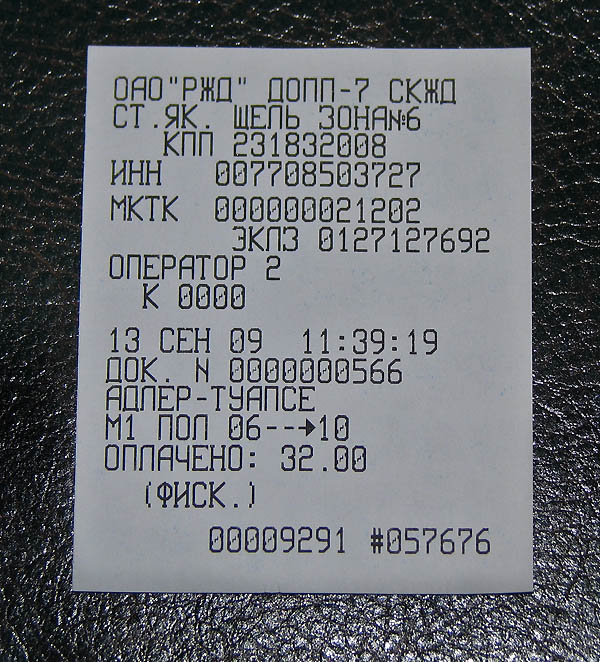 ОАО"РЖД" ДОПП-7 СКЖД
СТ.ЯК. ЩЕЛЬ ЗОНА№6
КПП 231832008
ИНН 007708503727
МКТК 000000021202
ЭКЛЗ 0127127692
ОПЕРАТОР 2
К 0000
13 СЕН 09 11:39:19
ДОК. N 0000000566
АДЛЕР-ТУАПСЕ
М1 ПОЛ 06--→10
ОПЛАЧЕНО: 32.00
(ФИСК.)
00009291 #057676